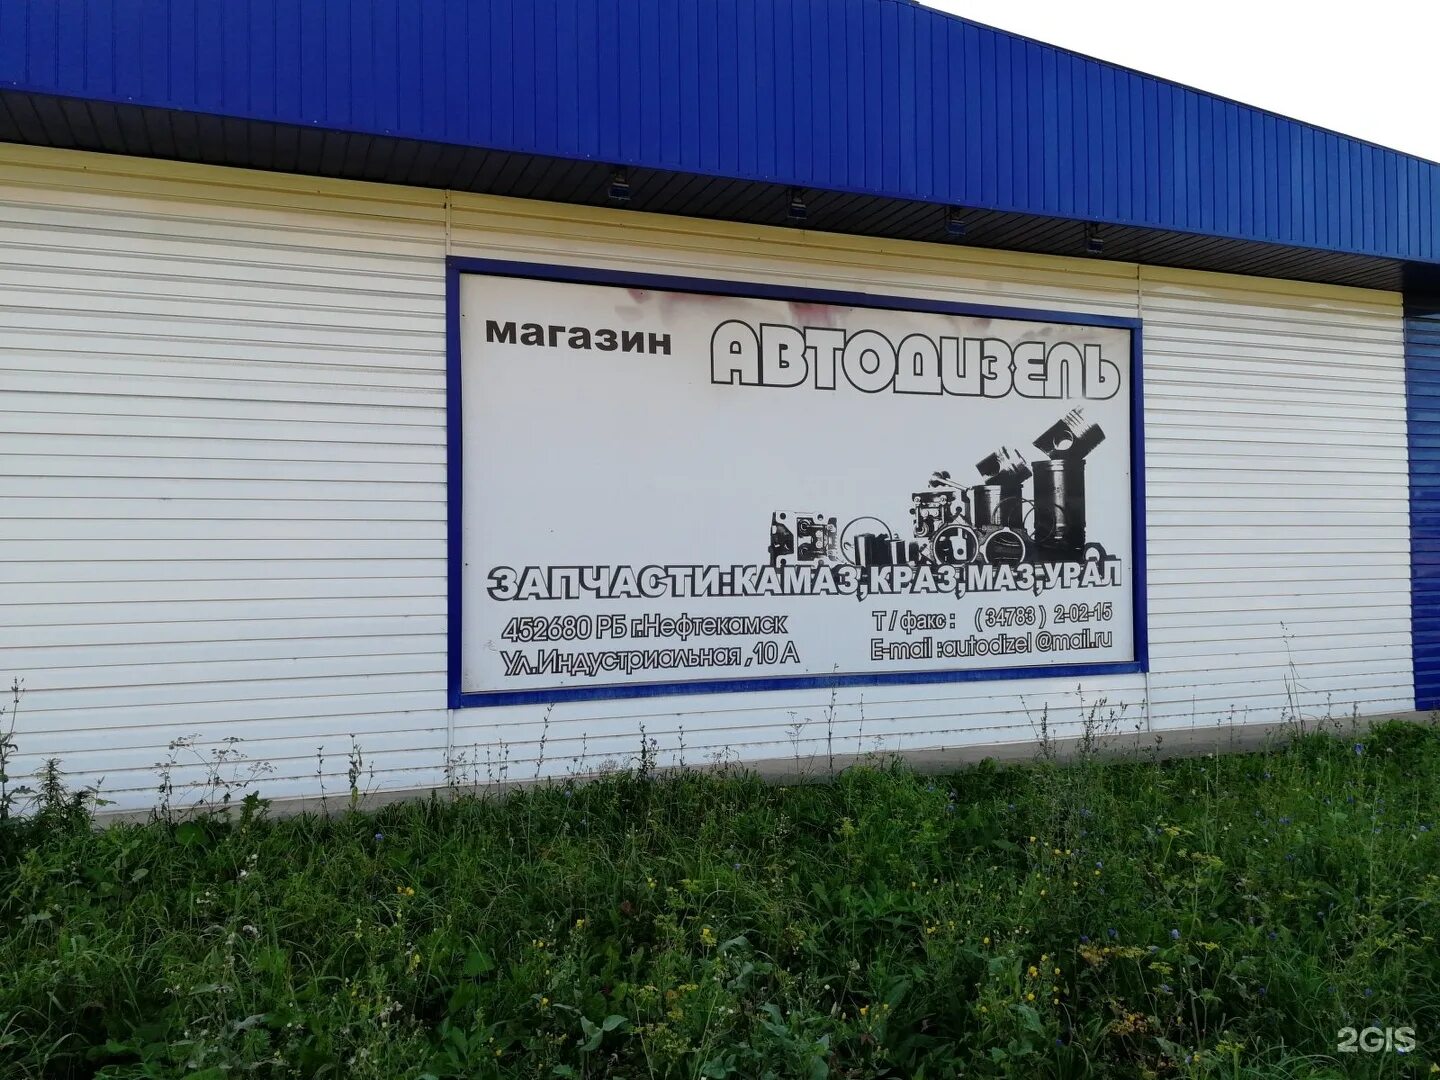 магазин АВТОДИЗЕЛЬ
ЗАПЧАСТИ:КАМАЗ,КРАЗ,МАЗ,УРАЛ
452680 РБ г.Нефтекамск
Ул.Индустриальная ,10 А
Т / факс : ( 34783 ) 2-02-15
E-mail :autodizel @mail.ru
2GIS